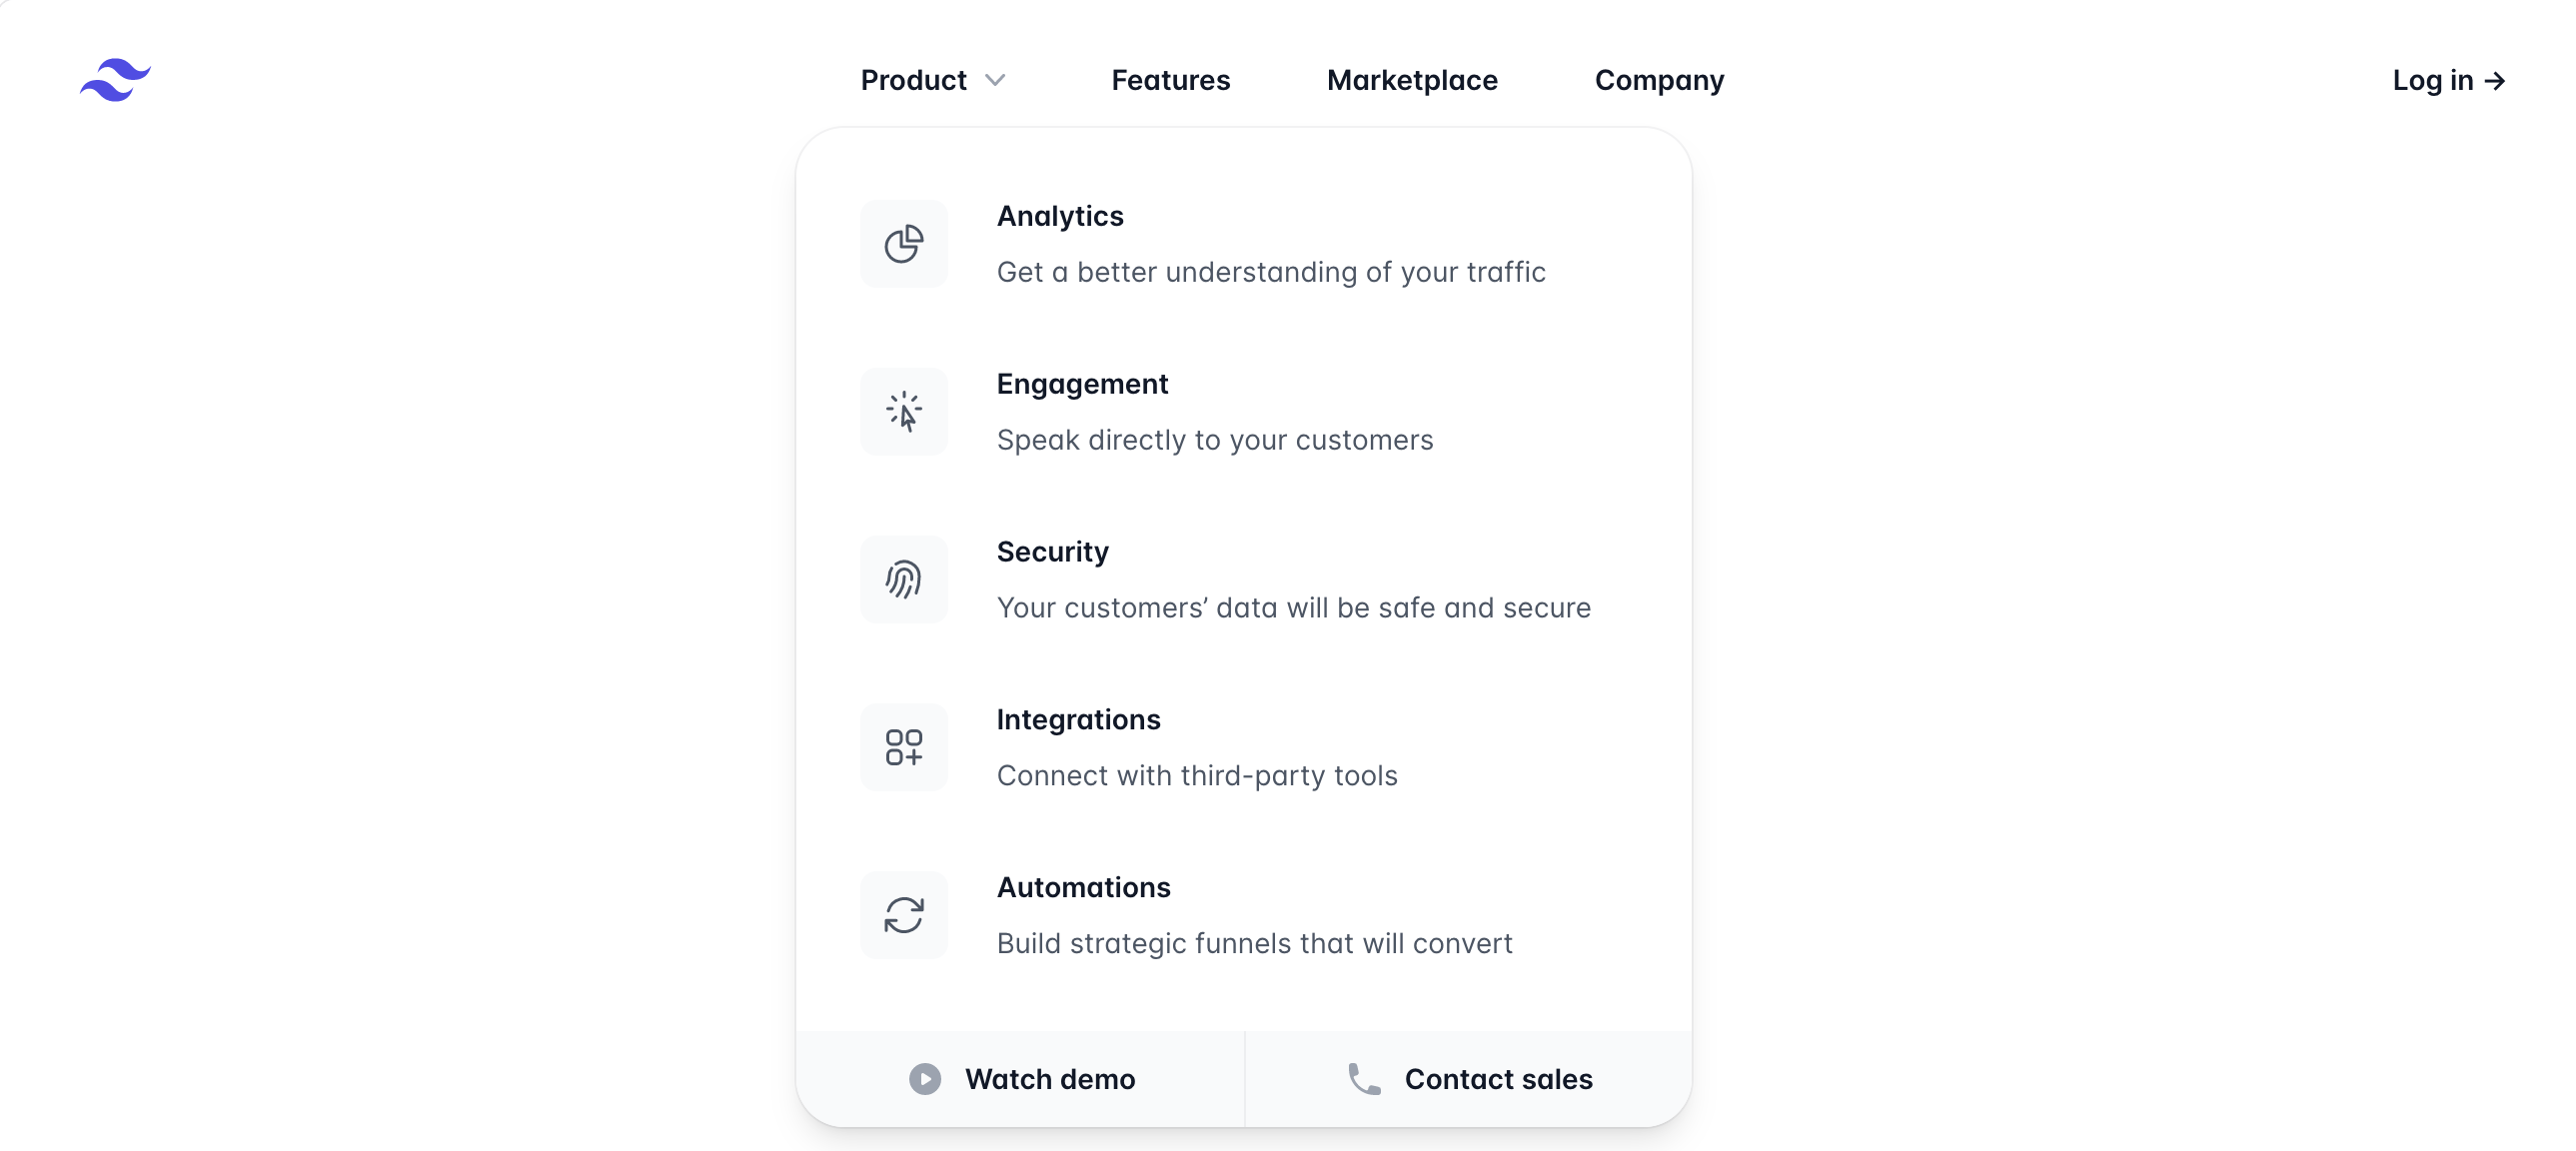 Product
Features
Marketplace
Company
Log in →
Analytics
Get a better understanding of your traffic
Engagement
Speak directly to your customers
Security
Your customers’ data will be safe and secure
Integrations
Connect with third-party tools
Automations
Build strategic funnels that will convert
Watch demo
Contact sales